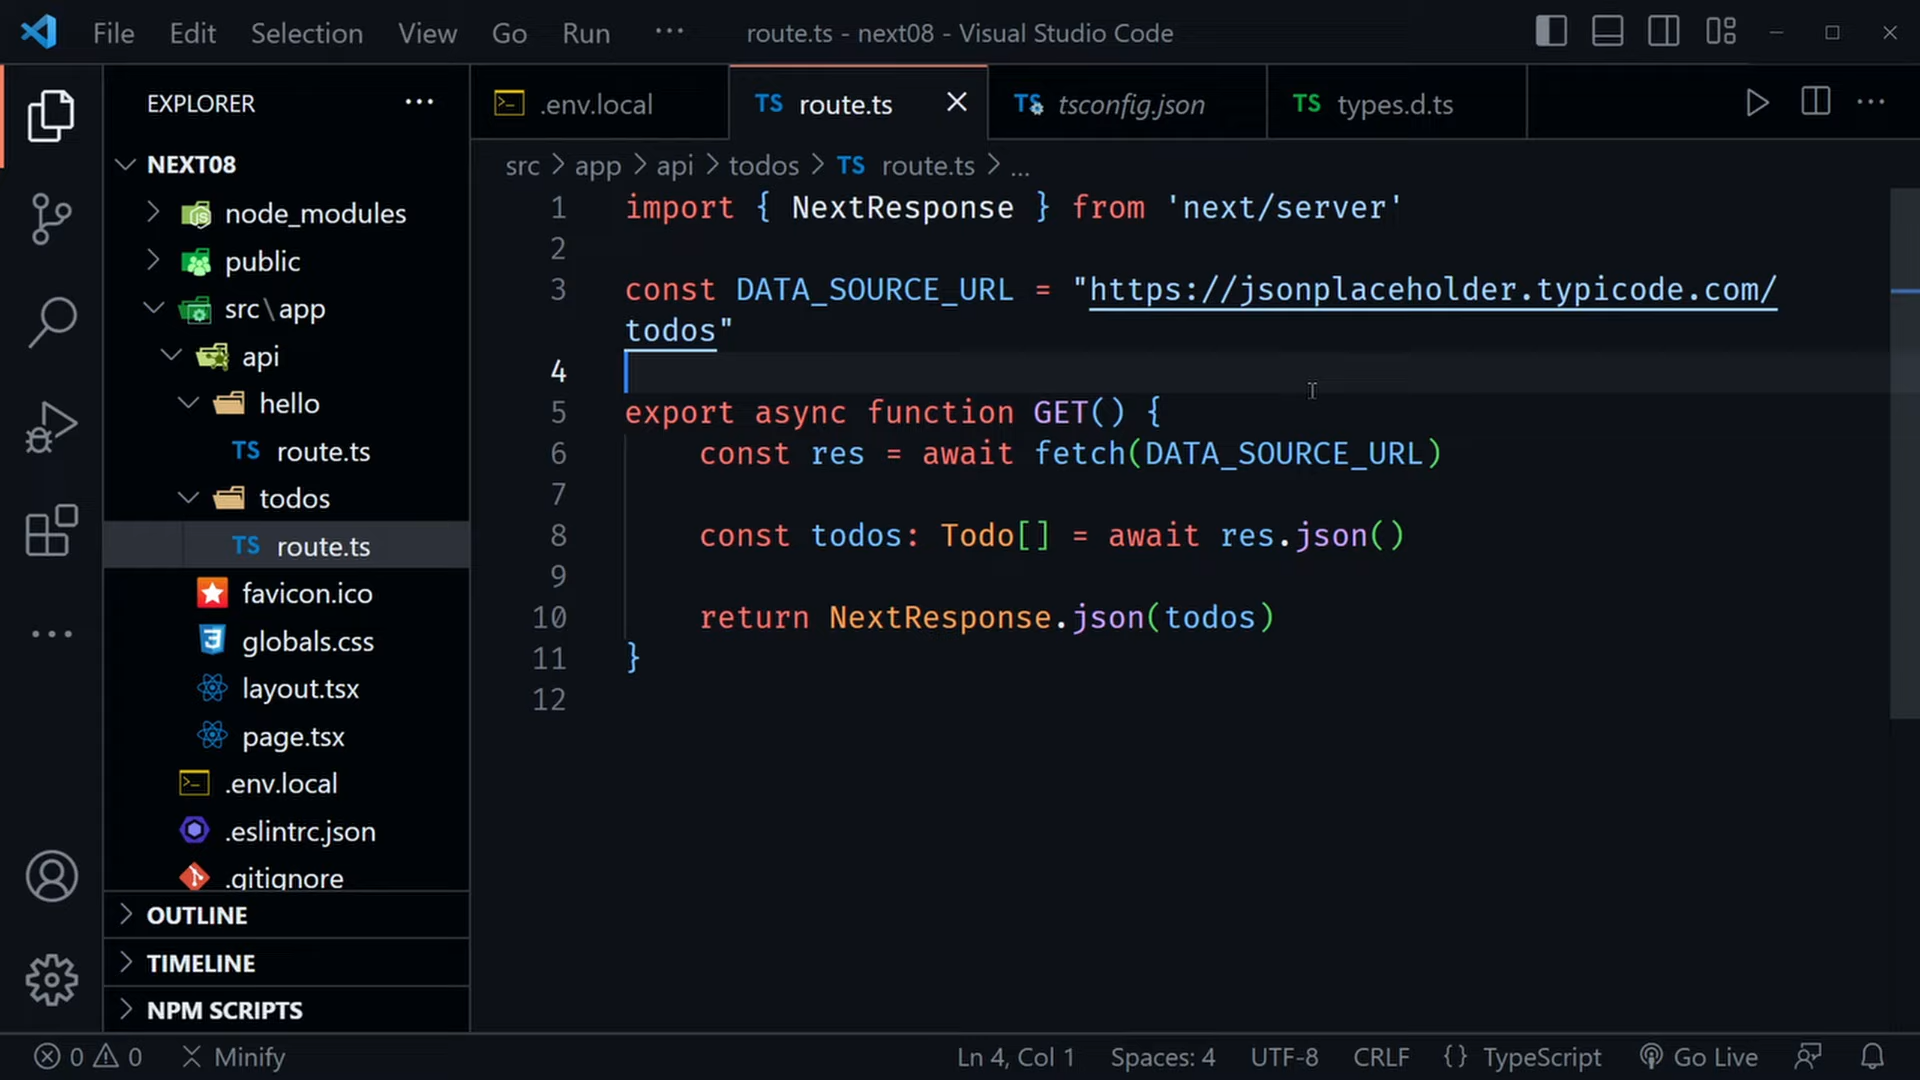 File Edit Selection View Go Run ··· route.ts - next08 - Visual Studio Code
EXPLORER ···
NEXT08
node_modules
public
src\app
api
hello
TS route.ts
todos
TS route.ts
favicon.ico
globals.css
layout.tsx
page.tsx
.env.local
.eslintrc.json
.gitignore
OUTLINE
TIMELINE
NPM SCRIPTS
.env.local TS route.ts TS tsconfig.json TS types.d.ts
src > app > api > todos > TS route.ts > ...
1 import { NextResponse } from 'next/server'
2
3 const DATA_SOURCE_URL = "https://jsonplaceholder.typicode.com/
todos"
4
5 export async function GET() {
6 const res = await fetch(DATA_SOURCE_URL)
7
8 const todos: Todo[] = await res.json()
9
10 return NextResponse.json(todos)
11 }
12
0 0 Minify Ln 4, Col 1 Spaces: 4 UTF-8 CRLF {} TypeScript Go Live